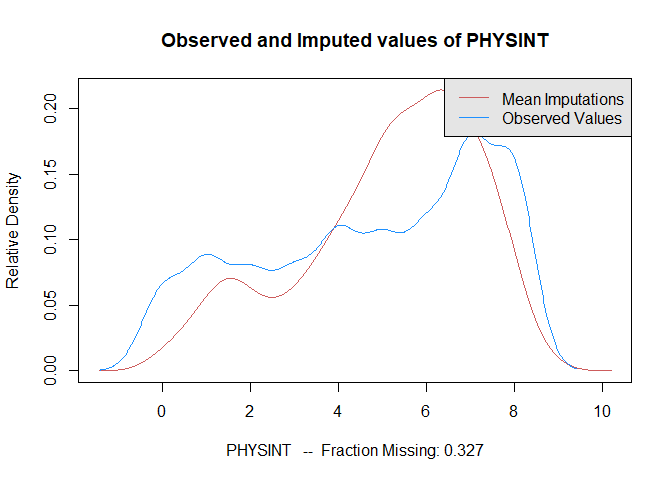 Observed and Imputed values of PHYSINT
Mean Imputations
Observed Values
Relative Density
0.20
0.15
0.10
0.05
0.00
0 2 4 6 8 10
PHYSINT -- Fraction Missing: 0.327